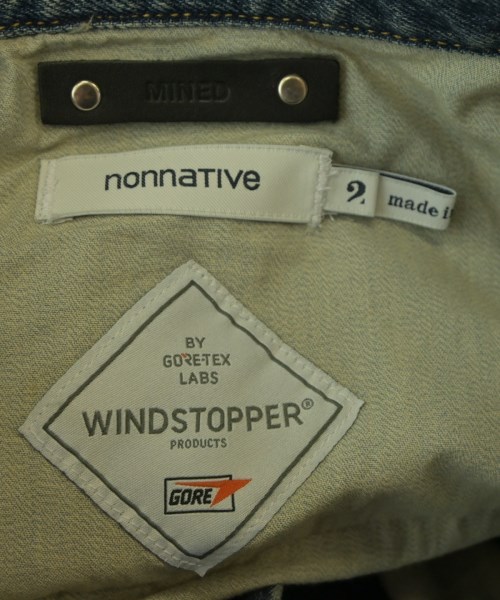 MINED
nonnative
2
made i
BY
GORE-TEX
LABS
WINDSTOPPER®
PRODUCTS
GORE